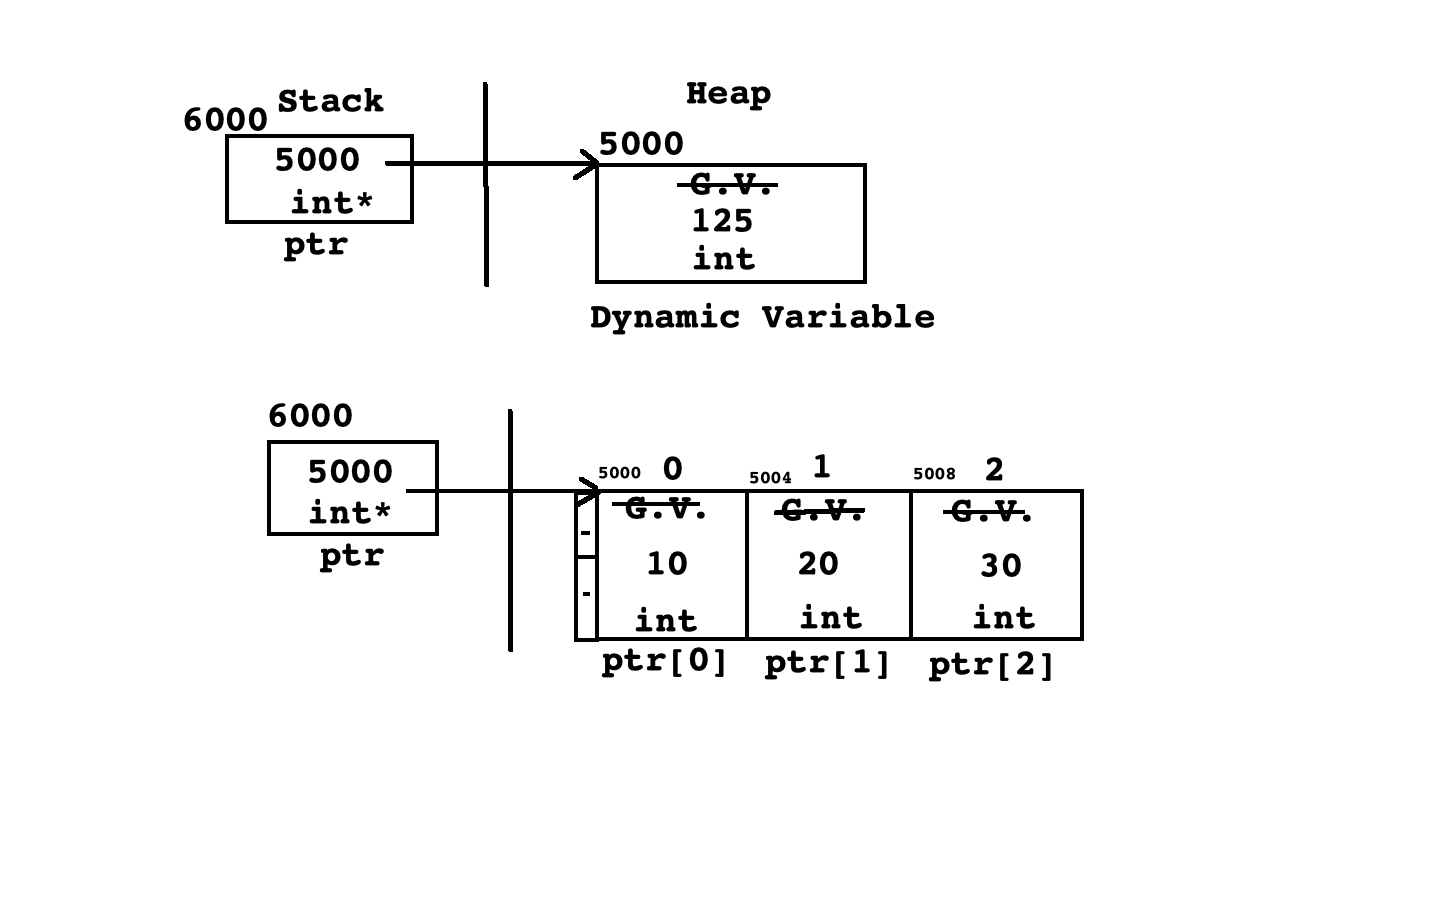 Stack
Heap
6000
5000
5000
G.V.
int*
125
ptr
int
Dynamic Variable
6000
5000 0
5004 1
5008 2
5000
int*
ptr
G.V. G.V. G.V.
-
10 20 30
-
int int int
ptr[0] ptr[1] ptr[2]